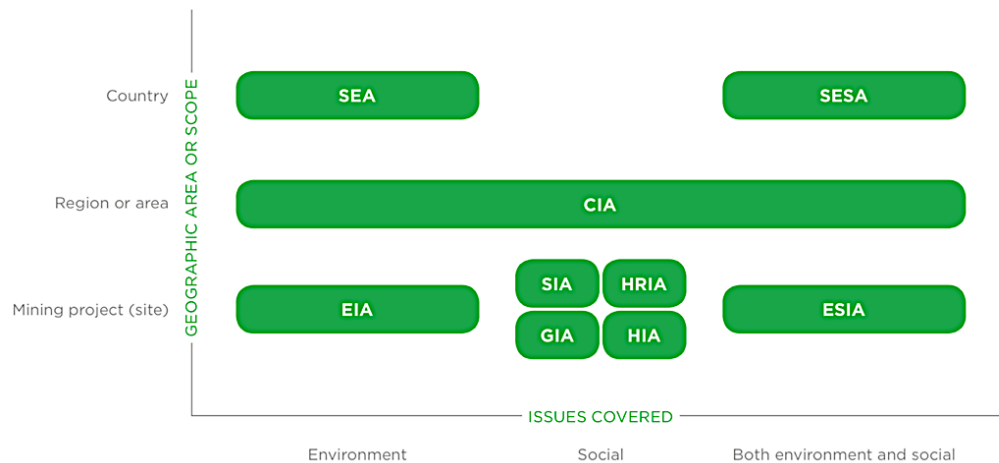 GEOGRAPHIC AREA OR SCOPE
Country
SEA
SESA
Region or area
CIA
SIA
HRIA
Mining project (site)
EIA
ESIA
GIA
HIA
ISSUES COVERED
Environment
Social
Both environment and social